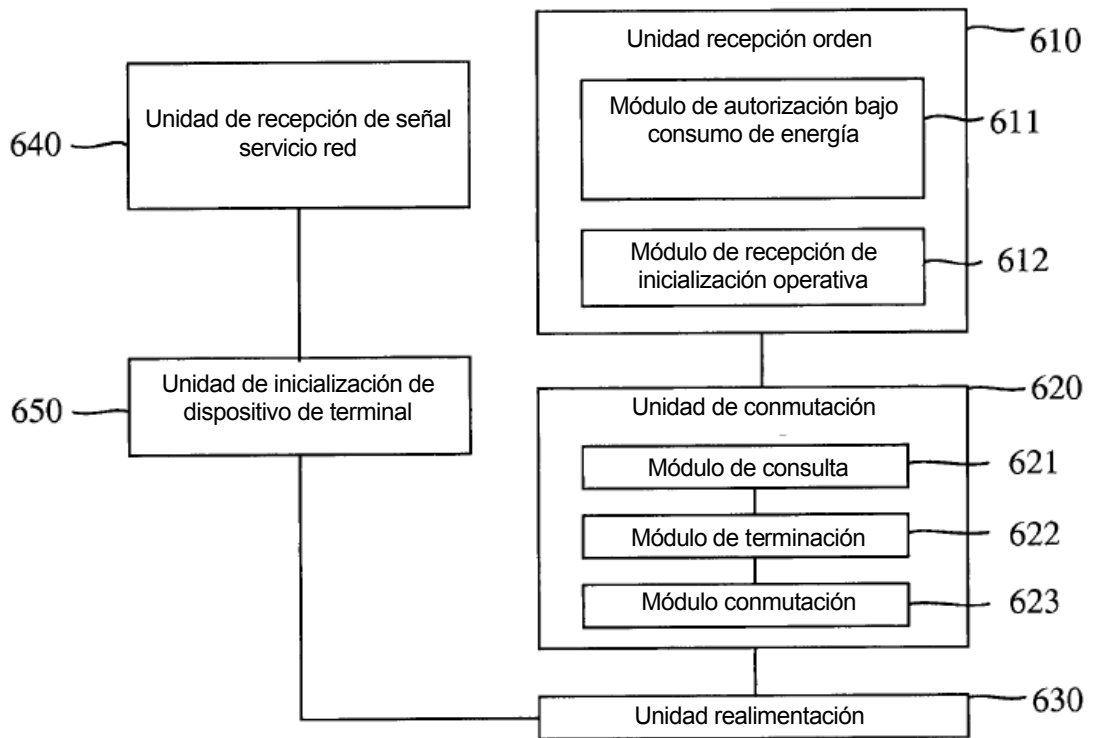 Unidad de recepción de señal
servicio red
640
Unidad de inicialización de
dispositivo de terminal
650
Unidad recepción orden
610
Módulo de autorización bajo
consumo de energía
611
Módulo de recepción de
inicialización operativa
612
Unidad de conmutación
620
Módulo de consulta
621
Módulo de terminación
622
Módulo conmutación
623
Unidad realimentación
630